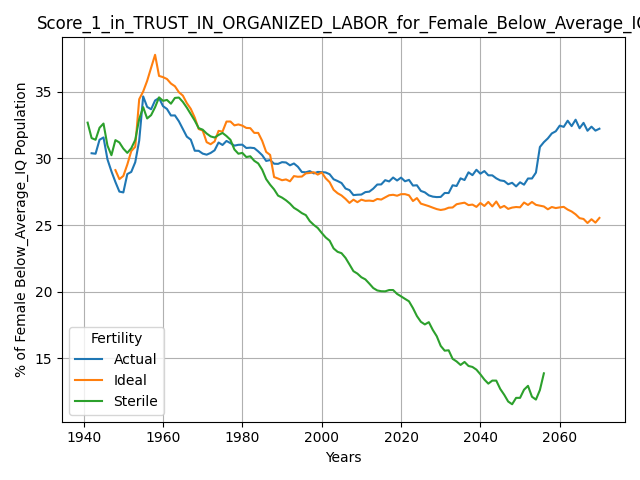 Score_1_in_TRUST_IN_ORGANIZED_LABOR_for_Female_Below_Average_IQ
% of Female Below_Average_IQ Population
35
30
25
20
15
Fertility
Actual
Ideal
Sterile
1940 1960 1980 2000 2020 2040 2060
Years